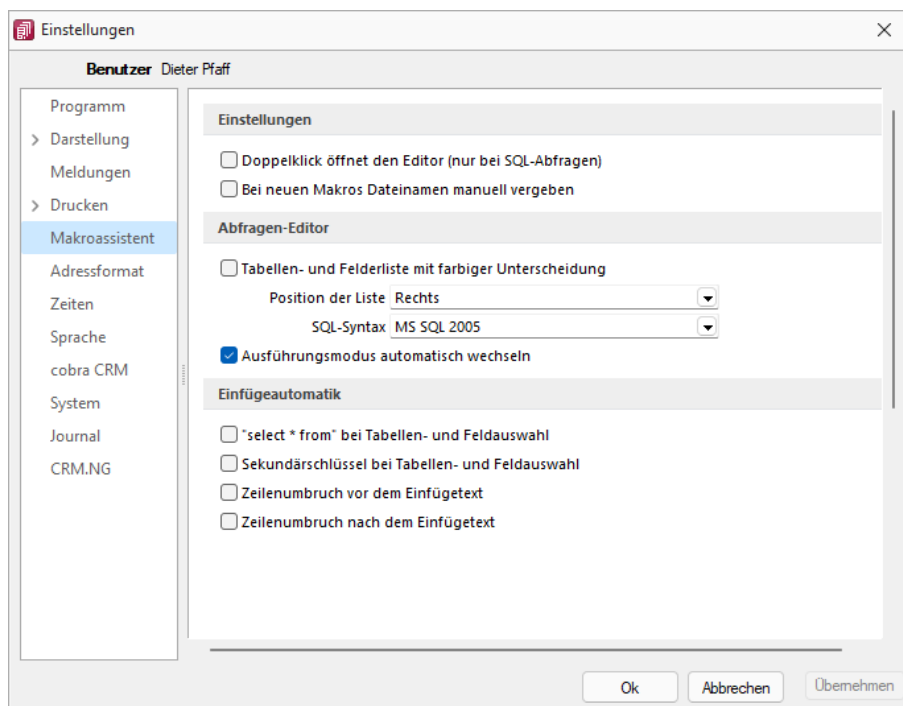 Einstellungen
Benutzer Dieter Pfaff
Programm
Darstellung
Meldungen
Drucken
Makroassistent
Adressformat
Zeiten
Sprache
cobra CRM
System
Journal
CRM.NG
Einstellungen
Doppelklick öffnet den Editor (nur bei SQL-Abfragen)
Bei neuen Makros Dateinamen manuell vergeben
Abfragen-Editor
Tabellen- und Felderliste mit farbiger Unterscheidung
Position der Liste Rechts
SQL-Syntax MS SQL 2005
Ausführungsmodus automatisch wechseln
Einfügeautomatik
"select * from" bei Tabellen- und Feldauswahl
Sekundärschlüssel bei Tabellen- und Feldauswahl
Zeilenumbruch vor dem Einfügetext
Zeilenumbruch nach dem Einfügetext
Ok Abbrechen Übernehmen